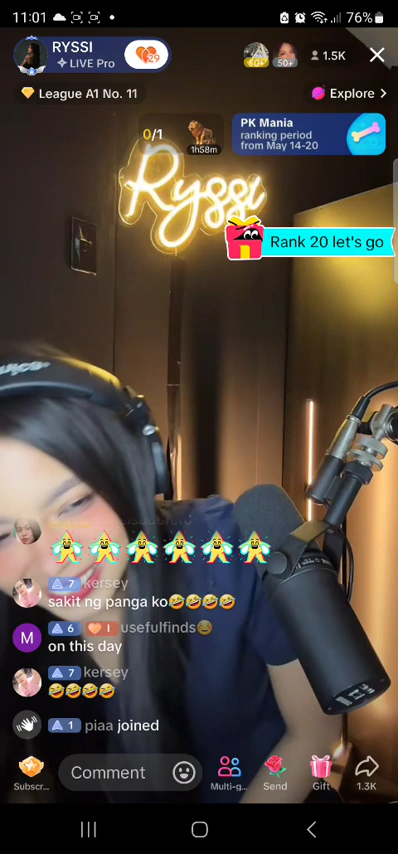 11:01
76%
RYSSI
LIVE Pro
29
60+
50+
1.5K
League A1 No. 11
Explore >
0/1
1h58m
PK Mania
ranking period
from May 14-20
Ryssi
Rank 20 let's go
7 kersey
sakit ng panga ko🤣🤣🤣🤣
M
6 I usefulfinds😊
on this day
7 kersey
🤣🤣🤣🤣
1 piaa joined
Comment
Subscr...
Multi-g...
Send
Gift
1.3K